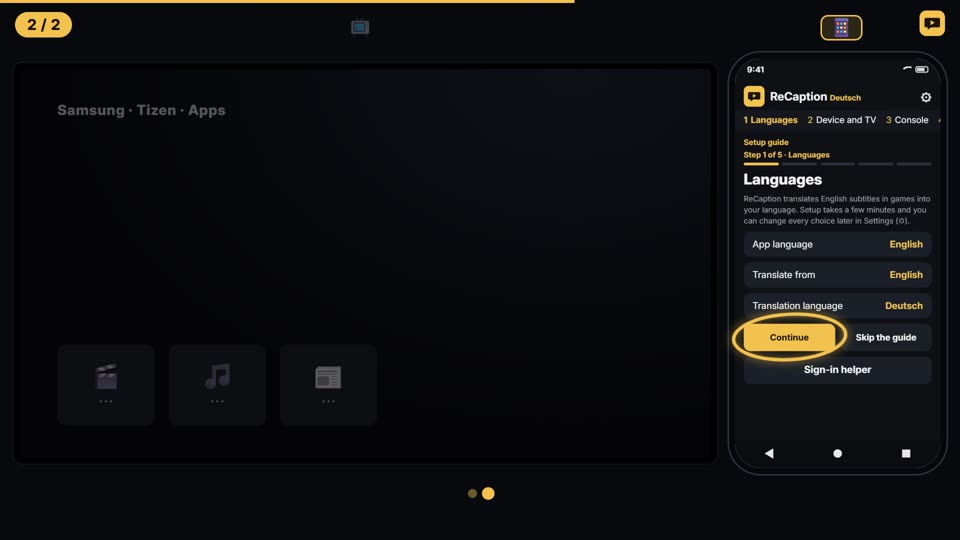 2 / 2
Samsung · Tizen · Apps
...
...
...
9:41
ReCaption Deutsch
1 Languages 2 Device and TV 3 Console
Setup guide
Step 1 of 5 · Languages
Languages
ReCaption translates English subtitles in games into
your language. Setup takes a few minutes and you
can change every choice later in Settings (⚙).
App language English
Translate from English
Translation language Deutsch
Continue Skip the guide
Sign-in helper